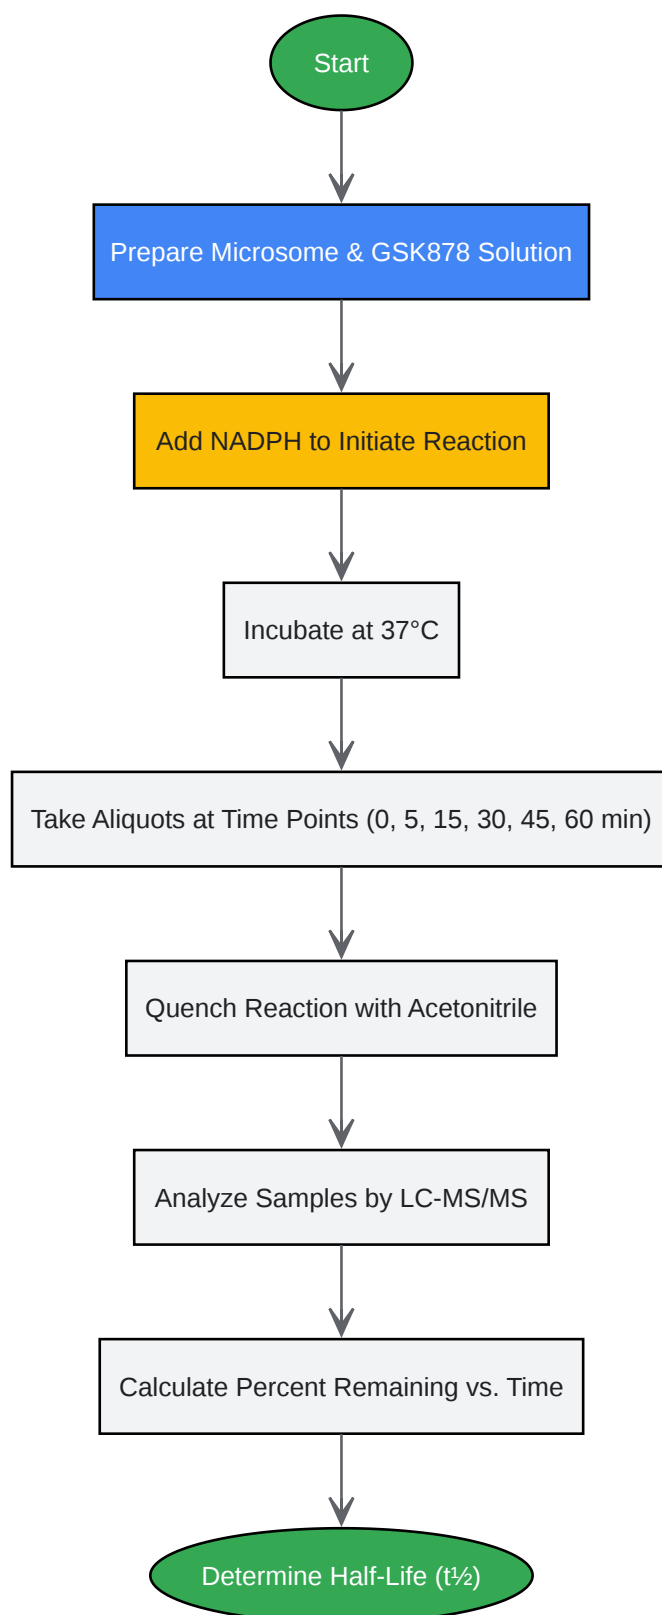 Start
Prepare Microsome & GSK878 Solution
Add NADPH to Initiate Reaction
Incubate at 37°C
Take Aliquots at Time Points (0, 5, 15, 30, 45, 60 min)
Quench Reaction with Acetonitrile
Analyze Samples by LC-MS/MS
Calculate Percent Remaining vs. Time
Determine Half-Life (t½)